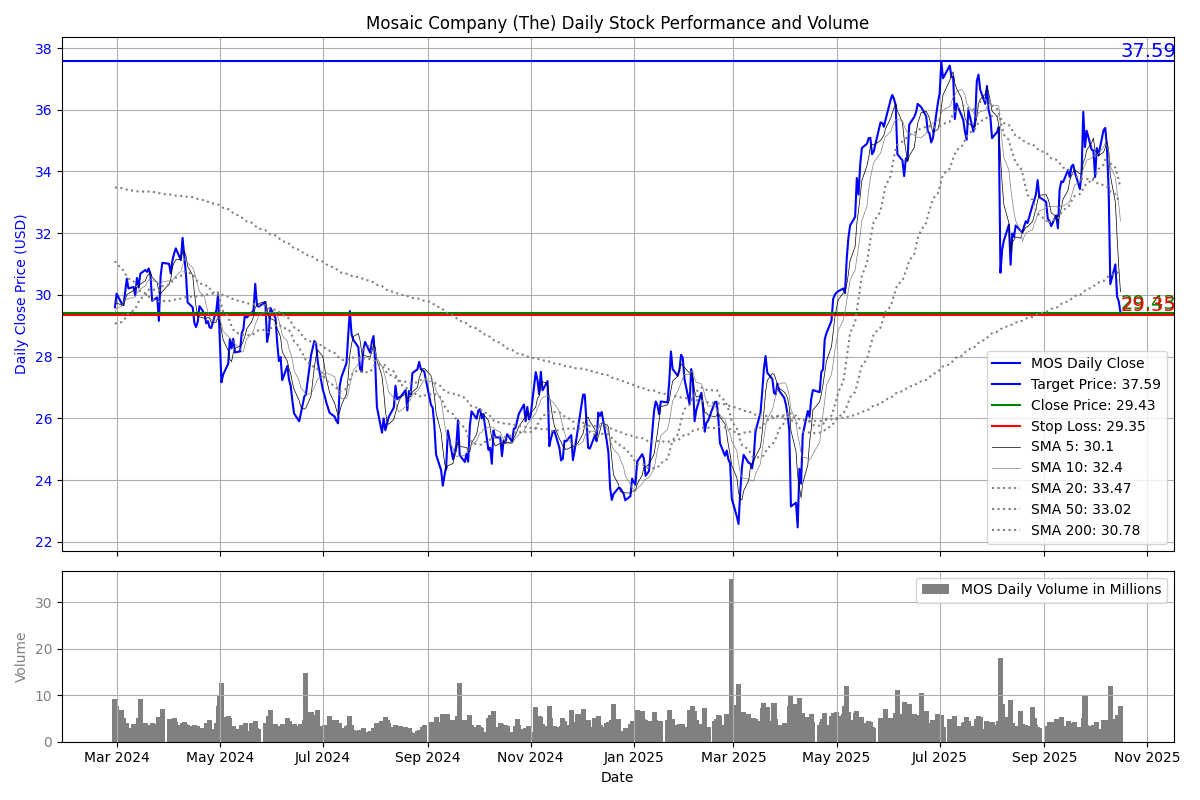 Mosaic Company (The) Daily Stock Performance and Volume
Daily Close Price (USD)
38
36
34
32
30
28
26
24
22
37.59
29.43
29.35
MOS Daily Close
Target Price: 37.59
Close Price: 29.43
Stop Loss: 29.35
SMA 5: 30.1
SMA 10: 32.4
SMA 20: 33.47
SMA 50: 33.02
SMA 200: 30.78
Volume
30
20
10
0
MOS Daily Volume in Millions
Mar 2024 May 2024 Jul 2024 Sep 2024 Nov 2024 Jan 2025 Mar 2025 May 2025 Jul 2025 Sep 2025 Nov 2025
Date